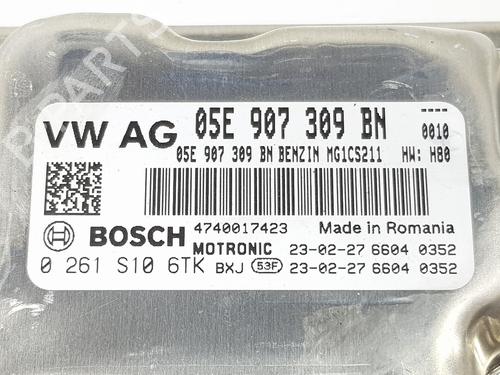 VW AG 05E 907 309 BN ----
0010
05E 907 309 BN BENZIN MG1CS211 HW: H80
BOSCH 4740017423 Made in Romania
MOTRONIC 23-02-27 6604 0352
0 261 S10 6TK BXJ 53F 23-02-27 6604 0352
B-PARTS